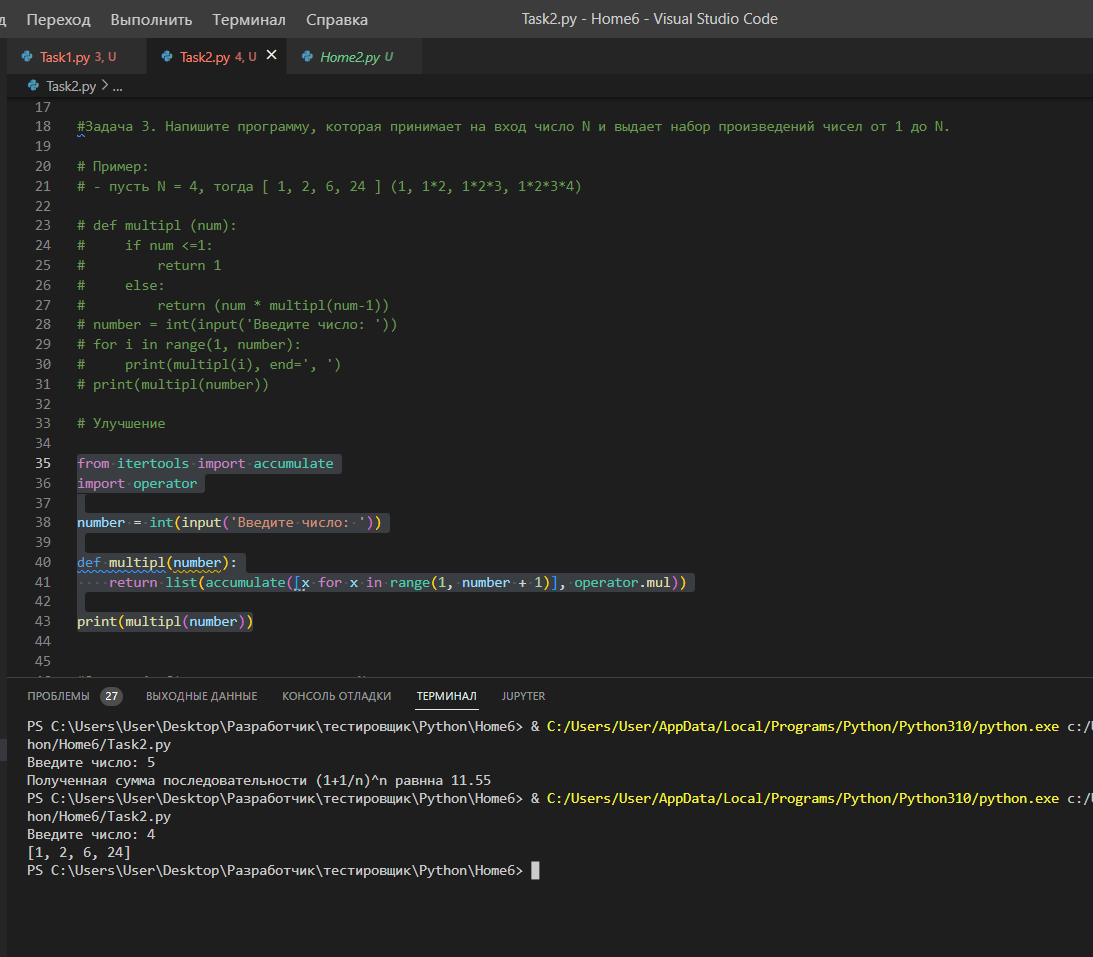 Переход Выполнить Терминал Справка Task2.py - Home6 - Visual Studio Code
Task1.py 3, U Task2.py 4, U Home2.py U
Task2.py > ...
17
18 #Задача 3. Напишите программу, которая принимает на вход число N и выдает набор произведений чисел от 1 до N.
19
20 # Пример:
21 # - пусть N = 4, тогда [ 1, 2, 6, 24 ] (1, 1*2, 1*2*3, 1*2*3*4)
22
23 # def multipl (num):
24 #     if num <=1:
25 #         return 1
26 #     else:
27 #         return (num * multipl(num-1))
28 # number = int(input('Введите число: '))
29 # for i in range(1, number):
30 #     print(multipl(i), end=', ')
31 # print(multipl(number))
32
33 # Улучшение
34
35 from itertools import accumulate
36 import operator
37
38 number = int(input('Введите число: '))
39
40 def multipl(number):
41     return list(accumulate([x for x in range(1, number + 1)], operator.mul))
42
43 print(multipl(number))
44
45
ПРОБЛЕМЫ 27 ВЫХОДНЫЕ ДАННЫЕ КОНСОЛЬ ОТЛАДКИ ТЕРМИНАЛ JUPYTER
PS C:\Users\User\Desktop\Разработчик\тестировщик\Python\Home6> & C:/Users/User/AppData/Local/Programs/Python/Python310/python.exe c:/
hon/Home6/Task2.py
Введите число: 5
Полученная сумма последовательности (1+1/n)^n равнна 11.55
PS C:\Users\User\Desktop\Разработчик\тестировщик\Python\Home6> & C:/Users/User/AppData/Local/Programs/Python/Python310/python.exe c:/
hon/Home6/Task2.py
Введите число: 4
[1, 2, 6, 24]
PS C:\Users\User\Desktop\Разработчик\тестировщик\Python\Home6>